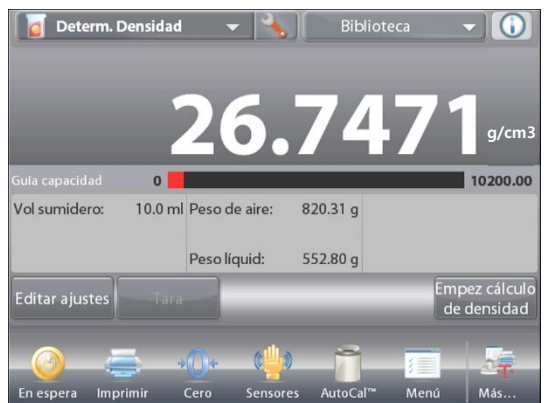 Determ. Densidad Biblioteca
26.7471 g/cm3
Guía capacidad 0 10200.00
Vol sumidero: 10.0 ml Peso de aire: 820.31 g
Peso líquid: 552.80 g
Editar ajustes Tara Empez cálculo de densidad
En espera Imprimir Cero Sensores AutoCal™ Menú Más...